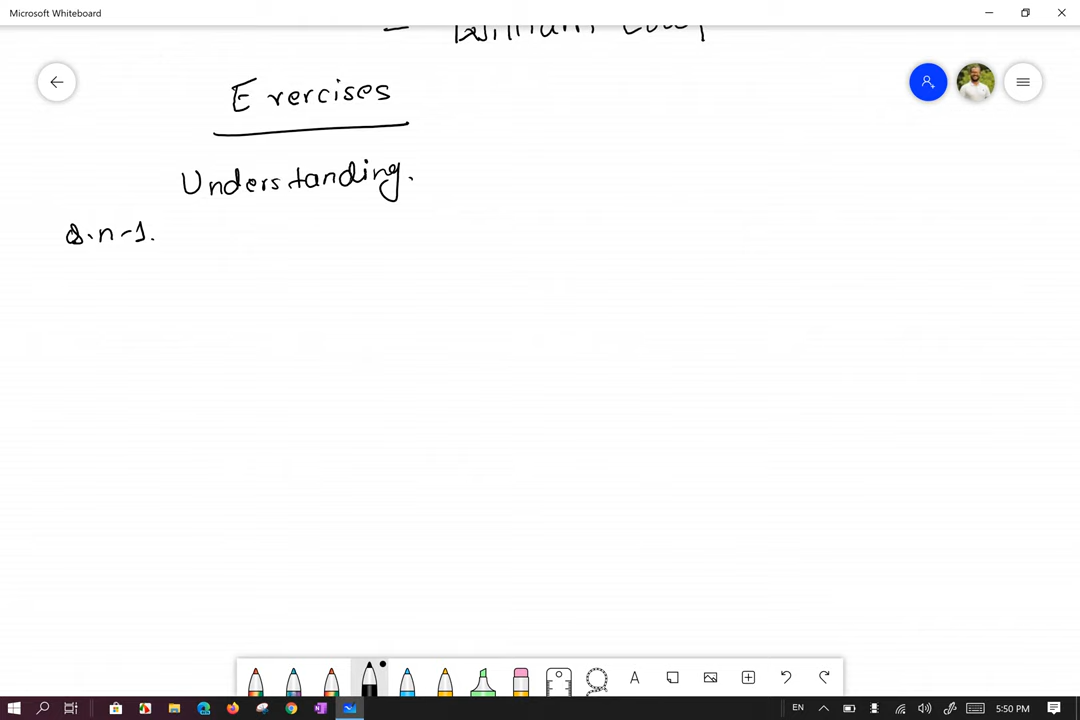 Microsoft Whiteboard
Exercises
Understanding.
Q.n-1.
A
EN
5:50 PM